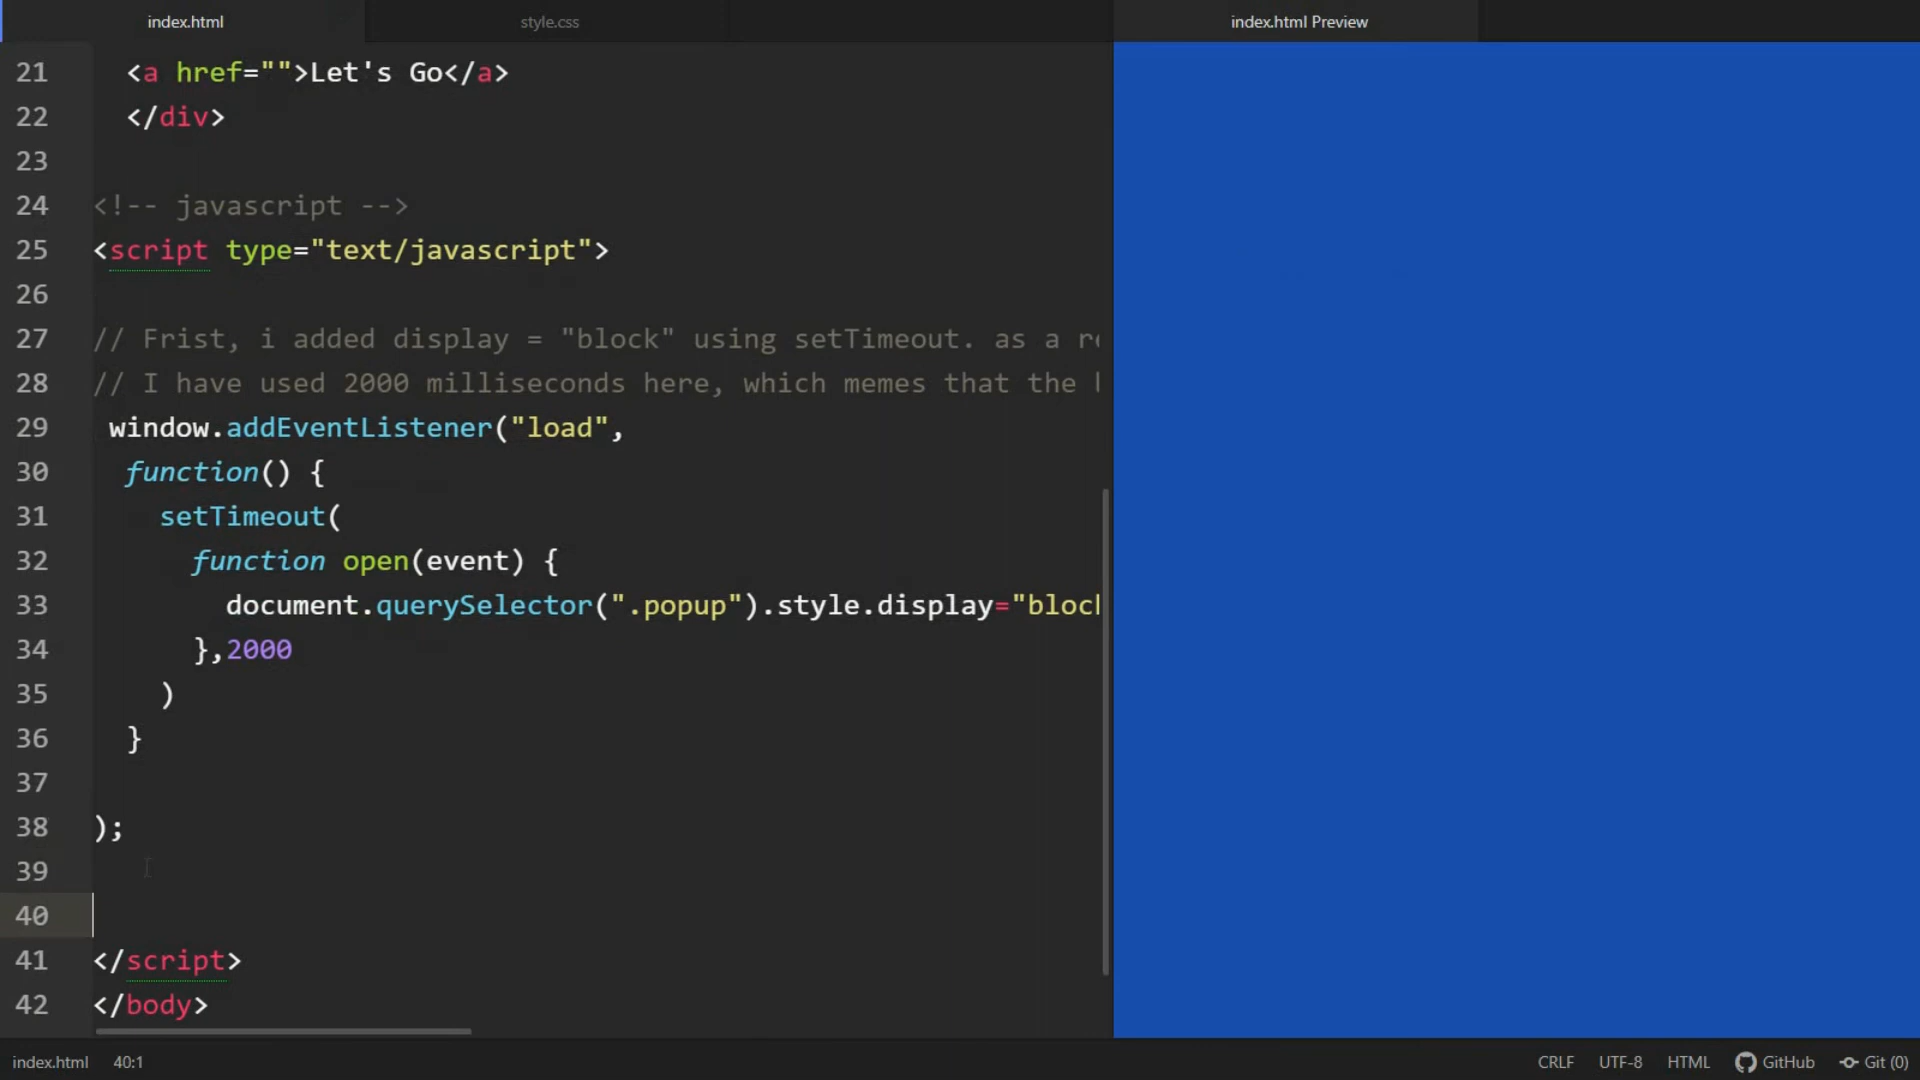 index.html
style.css
index.html Preview
21 <a href="">Let's Go</a>
22 </div>
23
24 <!-- javascript -->
25 <script type="text/javascript">
26
27 // Frist, i added display = "block" using setTimeout. as a
28 // I have used 2000 milliseconds here, which memes that the
29 window.addEventListener("load",
30 function() {
31 setTimeout(
32 function open(event) {
33 document.querySelector(".popup").style.display="block
34 },2000
35 )
36 }
37
38 );
39
40
41 </script>
42 </body>
index.html 40:1 CRLF UTF-8 HTML GitHub Git (0)